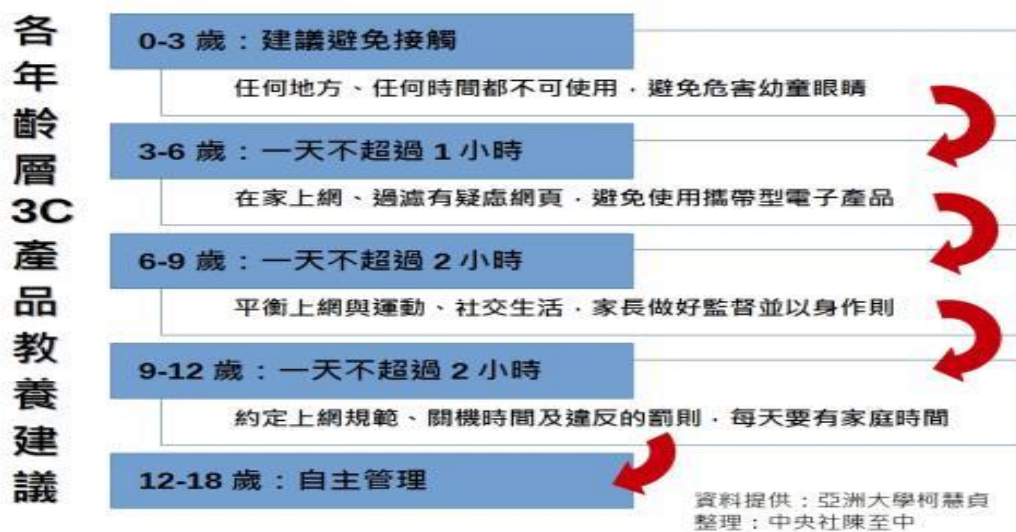 各年齡層3C產品教養建議
0-3 歲：建議避免接觸
任何地方、任何時間都不可使用，避免危害幼童眼睛
3-6 歲：一天不超過 1 小時
在家上網、過濾有疑慮網頁，避免使用攜帶型電子產品
6-9 歲：一天不超過 2 小時
平衡上網與運動、社交生活，家長做好監督並以身作則
9-12 歲：一天不超過 2 小時
約定上網規範、關機時間及違反的罰則，每天要有家庭時間
12-18 歲：自主管理
資料提供：亞洲大學柯慧貞
整理：中央社陳至中